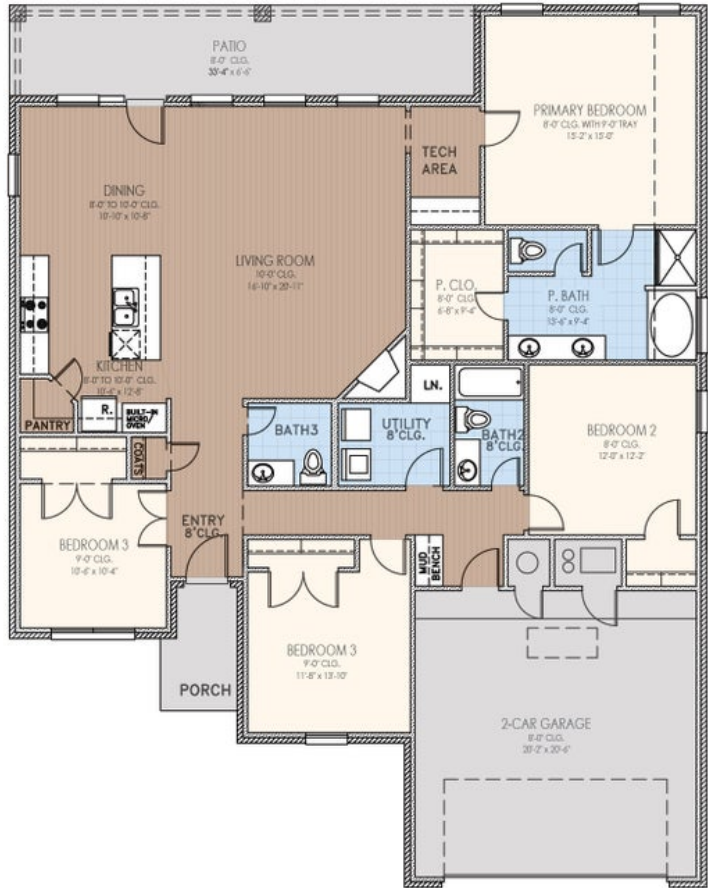 PATIO
8'-0" CLG.
33'-4" x 6'-6"
PRIMARY BEDROOM
8'-0" CLG. WITH 9'-0" TRAY
15'-2" x 15'-0"
TECH
AREA
DINING
8'-0" TO 10'-0" CLG.
10'-10" x 10'-8"
LIVING ROOM
10'-0" CLG.
16'-10" x 20'-11"
P. CLO.
8'-0" CLG.
6'-8" x 9'-4"
P. BATH
8'-0" CLG.
13'-6" x 9'-4"
KITCHEN
8'-0" TO 10'-0" CLG.
10'-6" x 12'-8"
PANTRY
R.
BUILT-IN
MICRO/
OVEN
LN.
COATS
BATH3
UTILITY
8'CLG.
BATH2
8'CLG.
BEDROOM 2
8'-0" CLG.
12'-0" x 12'-2"
ENTRY
8'CLG.
BEDROOM 3
9'-0" CLG.
10'-6" x 10'-4"
MUD
BENCH
BEDROOM 3
9'-0" CLG.
11'-8" x 13'-10"
PORCH
2-CAR GARAGE
8'-0" CLG.
20'-2" x 20'-6"